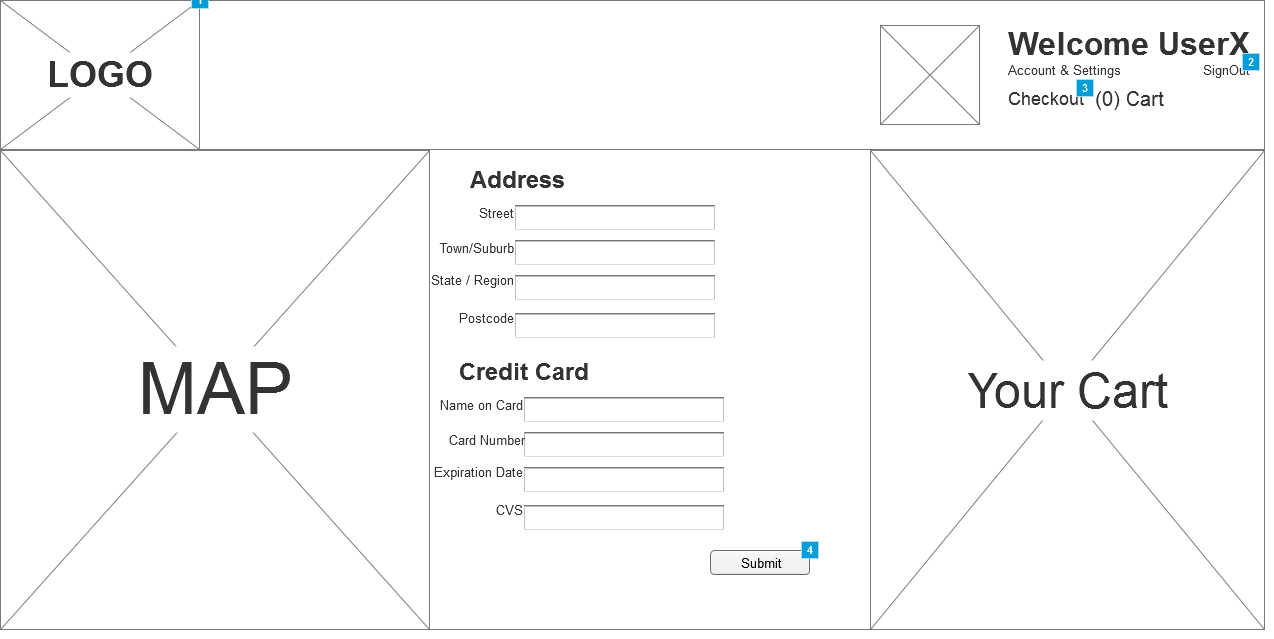 1
LOGO
Welcome UserX
2
Account & Settings SignOut
3
Checkout (0) Cart
Address
Street
Town/Suburb
State / Region
Postcode
MAP
Credit Card
Your Cart
Name on Card
Card Number
Expiration Date
CVS
4
Submit